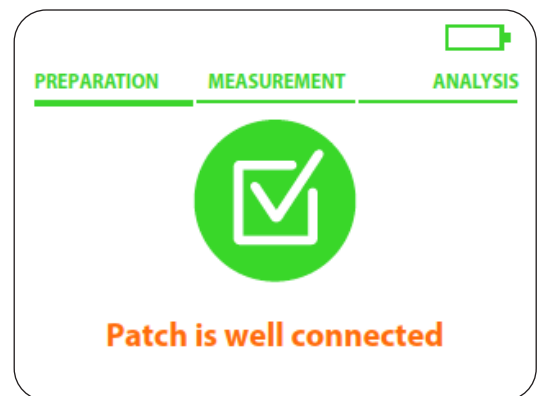 PREPARATION MEASUREMENT ANALYSIS
Patch is well connected